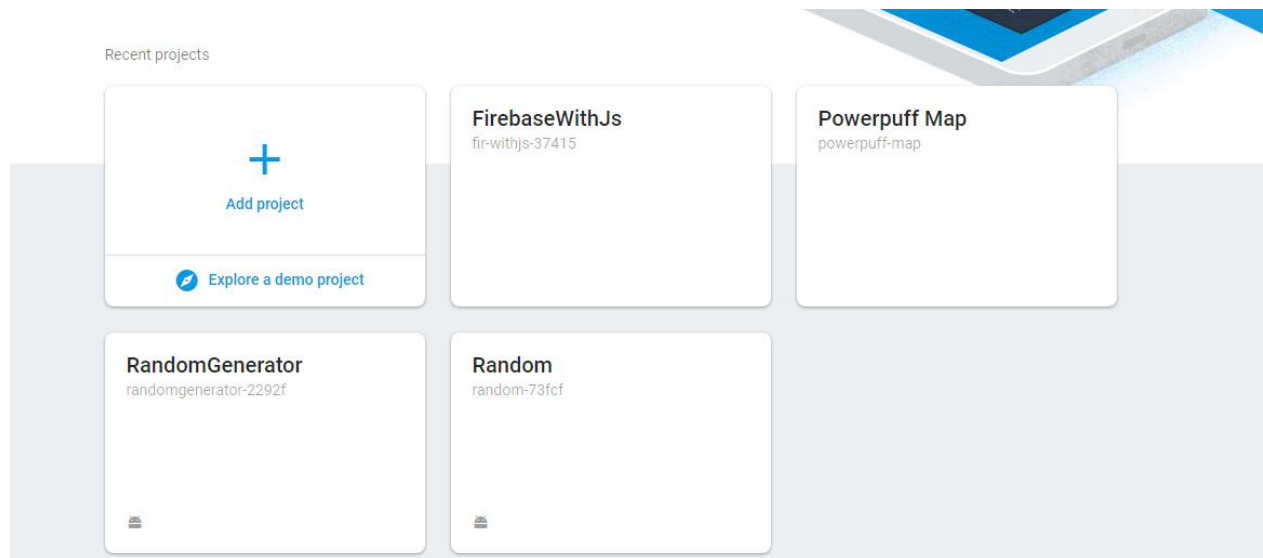 Recent projects
Add project
Explore a demo project
FirebaseWithJs
fir-withjs-37415
Powerpuff Map
powerpuff-map
RandomGenerator
randomgenerator-2292f
Random
random-73fcf